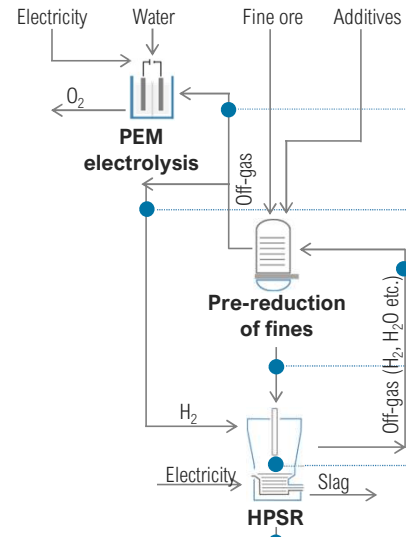 Electricity
Water
Fine ore
Additives
O₂
PEM
electrolysis
Off-gas
Pre-reduction
of fines
Off-gas (H₂, H₂O etc.)
H₂
Electricity
Slag
HPSR